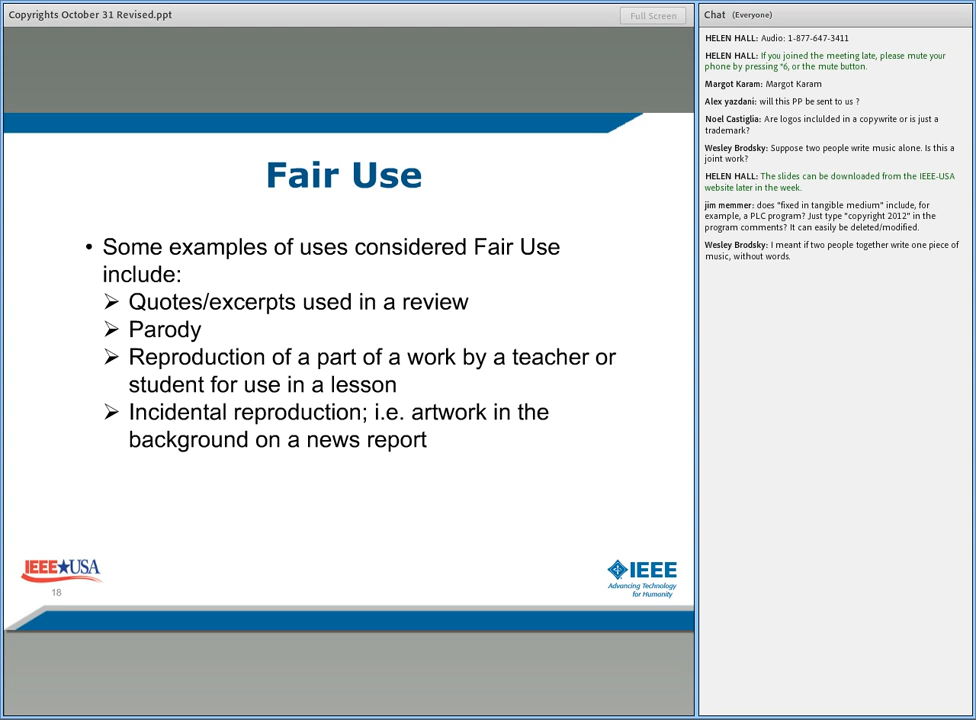 Copyrights October 31 Revised.ppt
Full Screen
Fair Use
• Some examples of uses considered Fair Use
include:
➢ Quotes/excerpts used in a review
➢ Parody
➢ Reproduction of a part of a work by a teacher or
student for use in a lesson
➢ Incidental reproduction; i.e. artwork in the
background on a news report
IEEE★USA
18
IEEE
Advancing Technology
for Humanity
Chat (Everyone)
HELEN HALL: Audio: 1-877-647-3411
HELEN HALL: If you joined the meeting late, please mute your
phone by pressing *6, or the mute button.
Margot Karam: Margot Karam
Alex yazdani: will this PP be sent to us ?
Noel Castiglia: Are logos inclulded in a copywrite or is just a
trademark?
Wesley Brodsky: Suppose two people write music alone. Is this a
joint work?
HELEN HALL: The slides can be downloaded from the IEEE-USA
website later in the week.
jim memmer: does "fixed in tangible medium" include, for
example, a PLC program? Just type "copyright 2012" in the
program comments? It can easily be deleted/modified.
Wesley Brodsky: I meant if two people together write one piece of
music, without words.